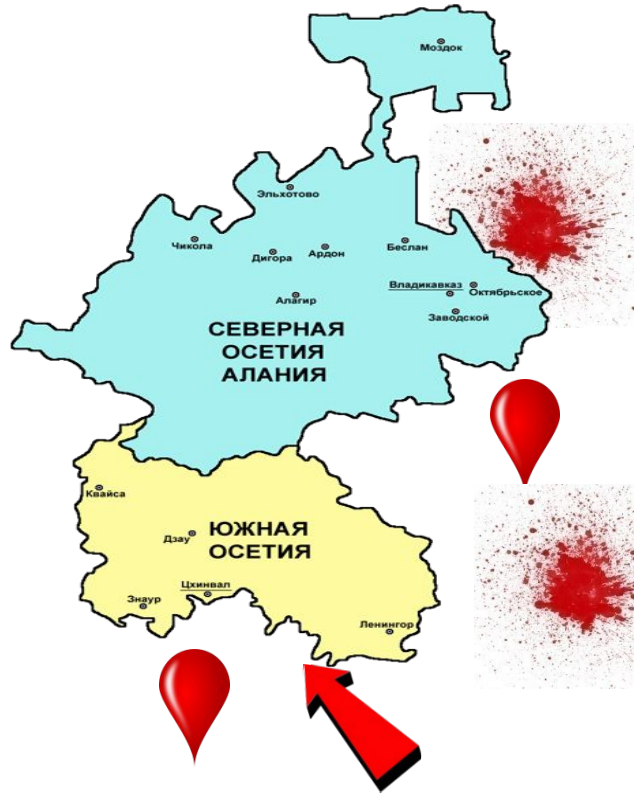 Моздок
Эльхотово
Чикола
Дигора
Ардон
Беслан
Алагир
Владикавказ
Октябрьское
Заводской
СЕВЕРНАЯ
ОСЕТИЯ
АЛАНИЯ
Квайса
Дзау
ЮЖНАЯ
ОСЕТИЯ
Цхинвал
Знаур
Ленингор